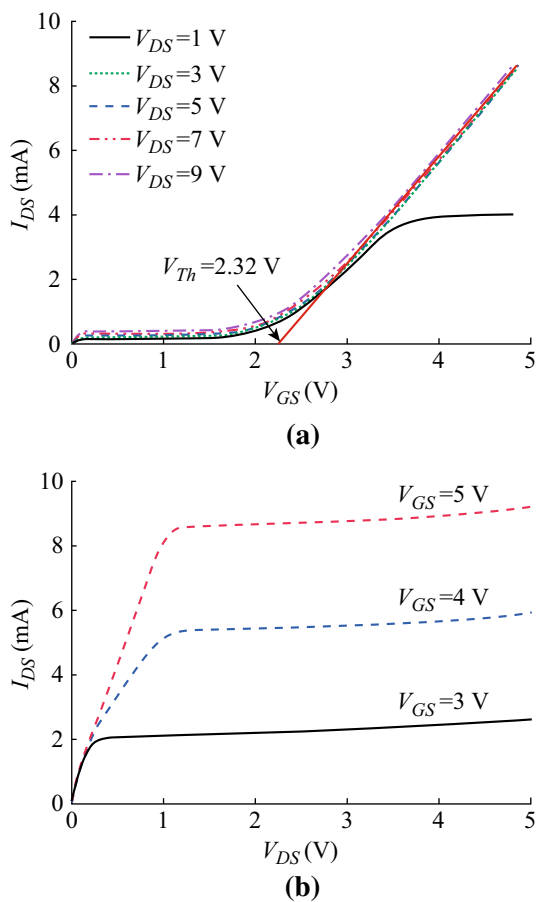 10
8
6
4
2
0
I_DS (mA)
V_DS=1 V
V_DS=3 V
V_DS=5 V
V_DS=7 V
V_DS=9 V
V_Th=2.32 V
0 1 2 3 4 5
V_GS (V)
(a)
10
8
6
4
2
0
I_DS (mA)
V_GS=5 V
V_GS=4 V
V_GS=3 V
0 1 2 3 4 5
V_DS (V)
(b)